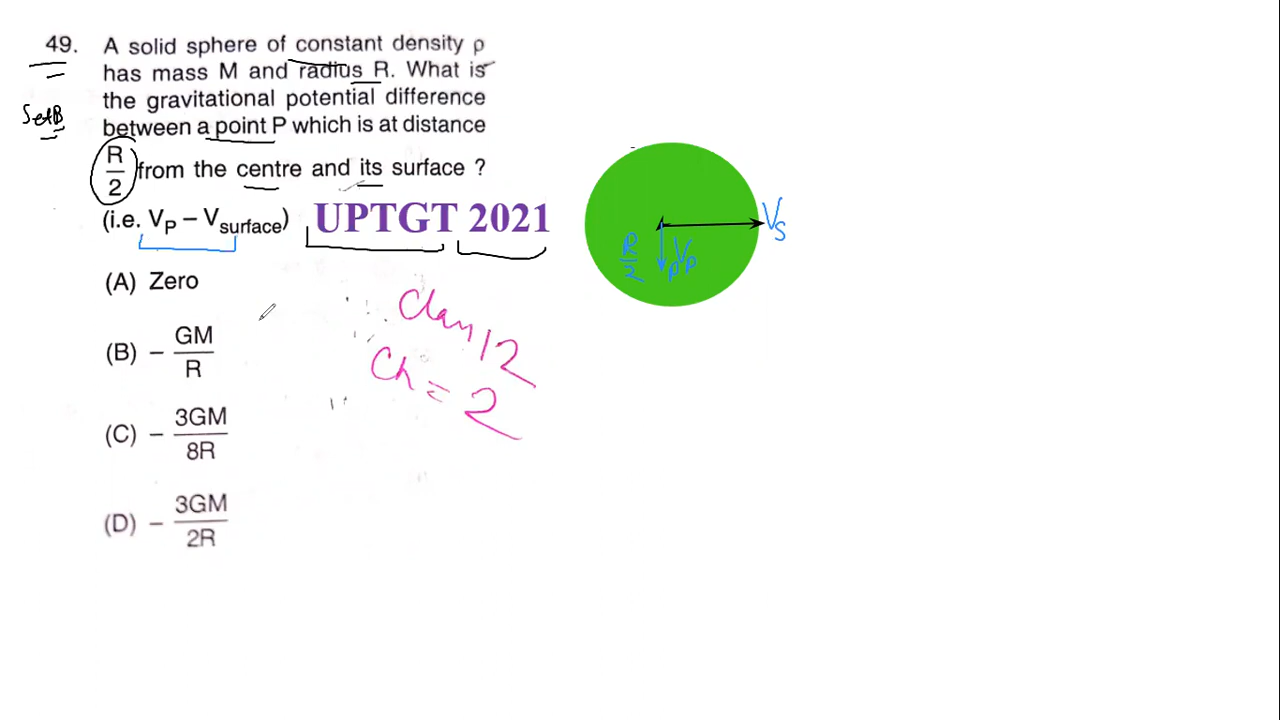 49. A solid sphere of constant density ρ
has mass M and radius R. What is
the gravitational potential difference
SetB
between a point P which is at distance
R/2 from the centre and its surface ?
(i.e. V_P – V_surface) UPTGT 2021
(A) Zero
(B) – GM/R
(C) – 3GM/8R
(D) – 3GM/2R
Class 12
Ch = 2
V_S
R/2
P V_P